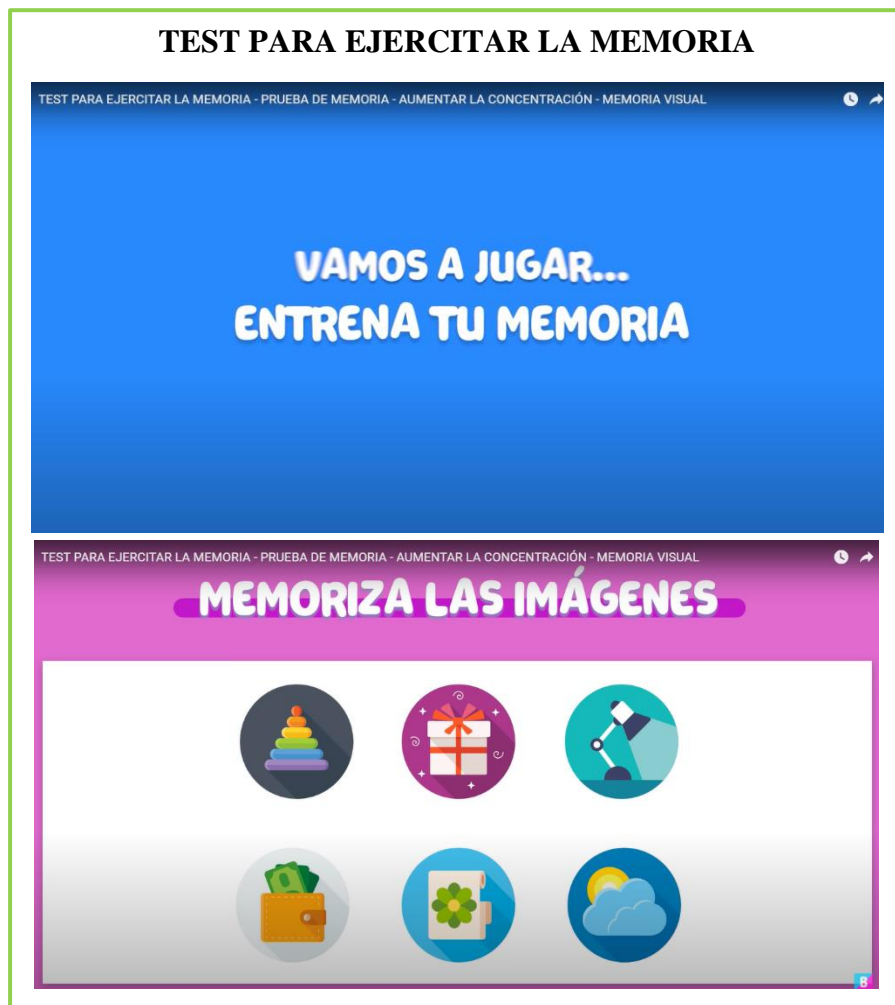 TEST PARA EJERCITAR LA MEMORIA
TEST PARA EJERCITAR LA MEMORIA - PRUEBA DE MEMORIA - AUMENTAR LA CONCENTRACIÓN - MEMORIA VISUAL
VAMOS A JUGAR...
ENTRENA TU MEMORIA
TEST PARA EJERCITAR LA MEMORIA - PRUEBA DE MEMORIA - AUMENTAR LA CONCENTRACIÓN - MEMORIA VISUAL
MEMORIZA LAS IMÁGENES
B